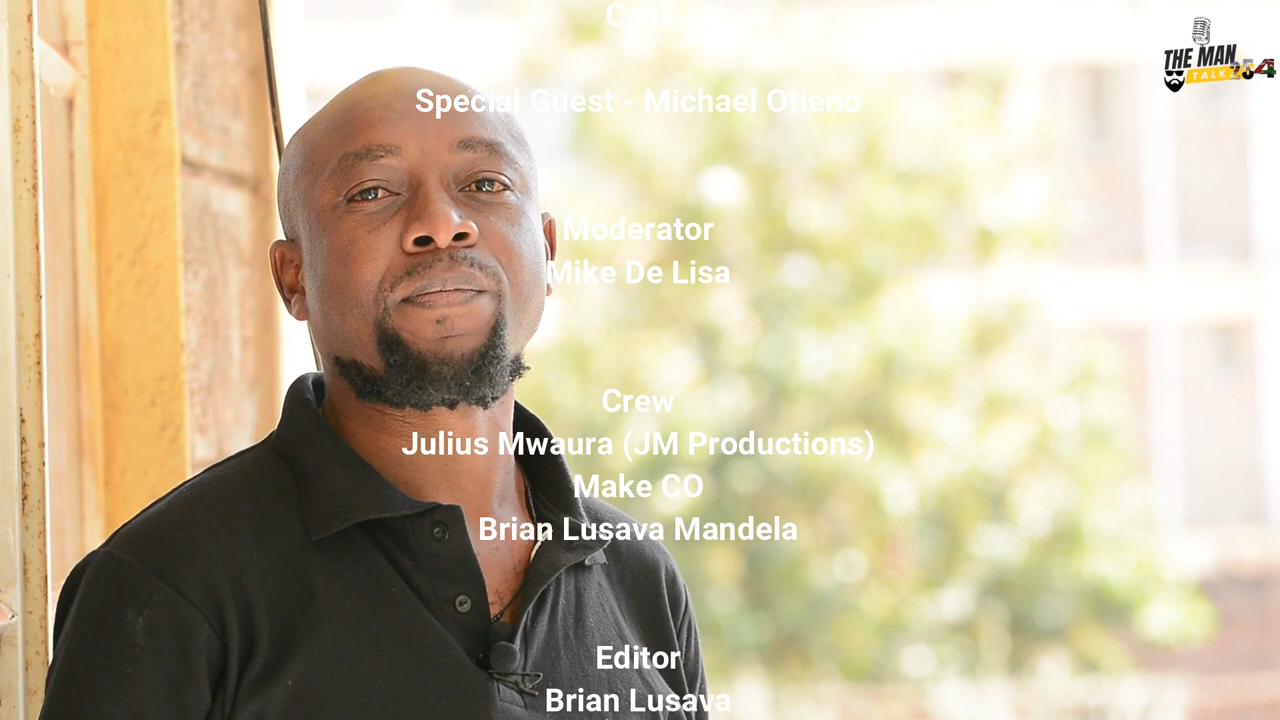 Cast
Special Guest - Michael Otieno
Moderator
Mike De Lisa
Crew
Julius Mwaura (JM Productions)
Make CO
Brian Lusava Mandela
Editor
Brian Lusava
THE MAN
TALK 254